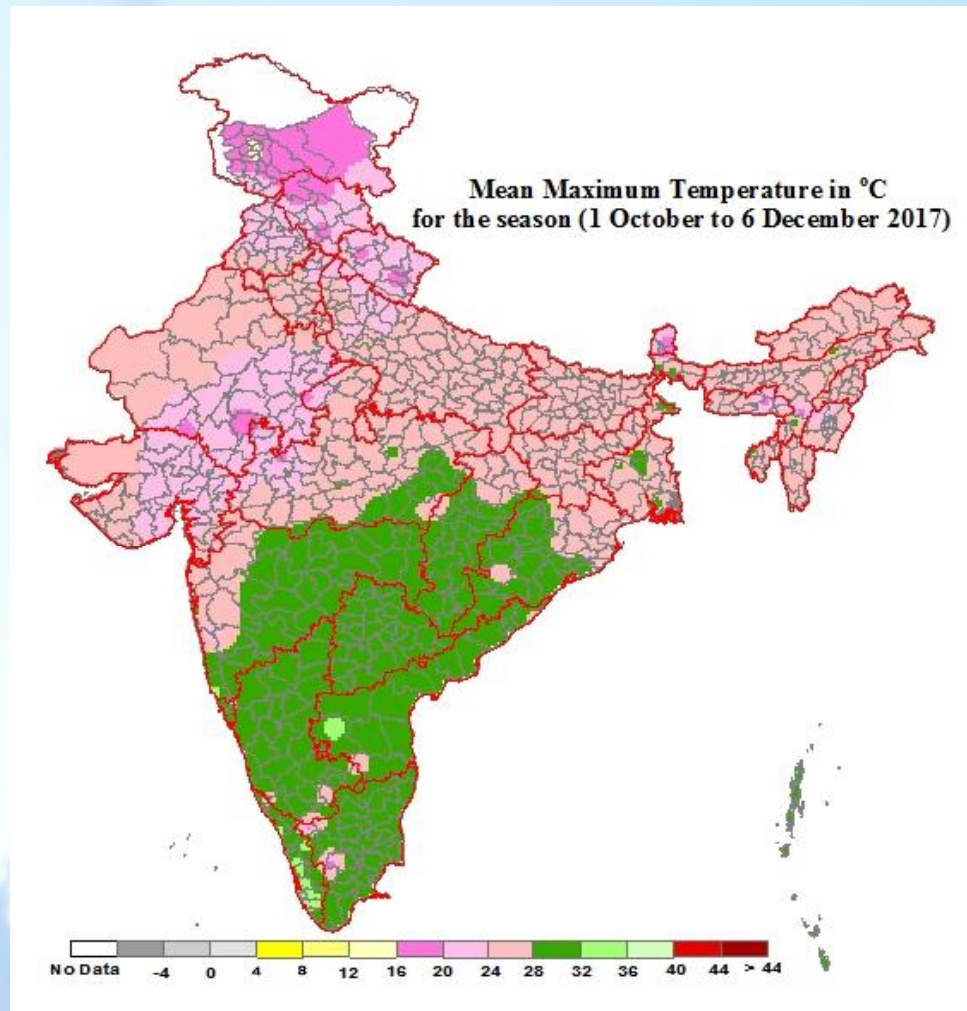 Mean Maximum Temperature in °C
for the season (1 October to 6 December 2017)
No Data -4 0 4 8 12 16 20 24 28 32 36 40 44 > 44